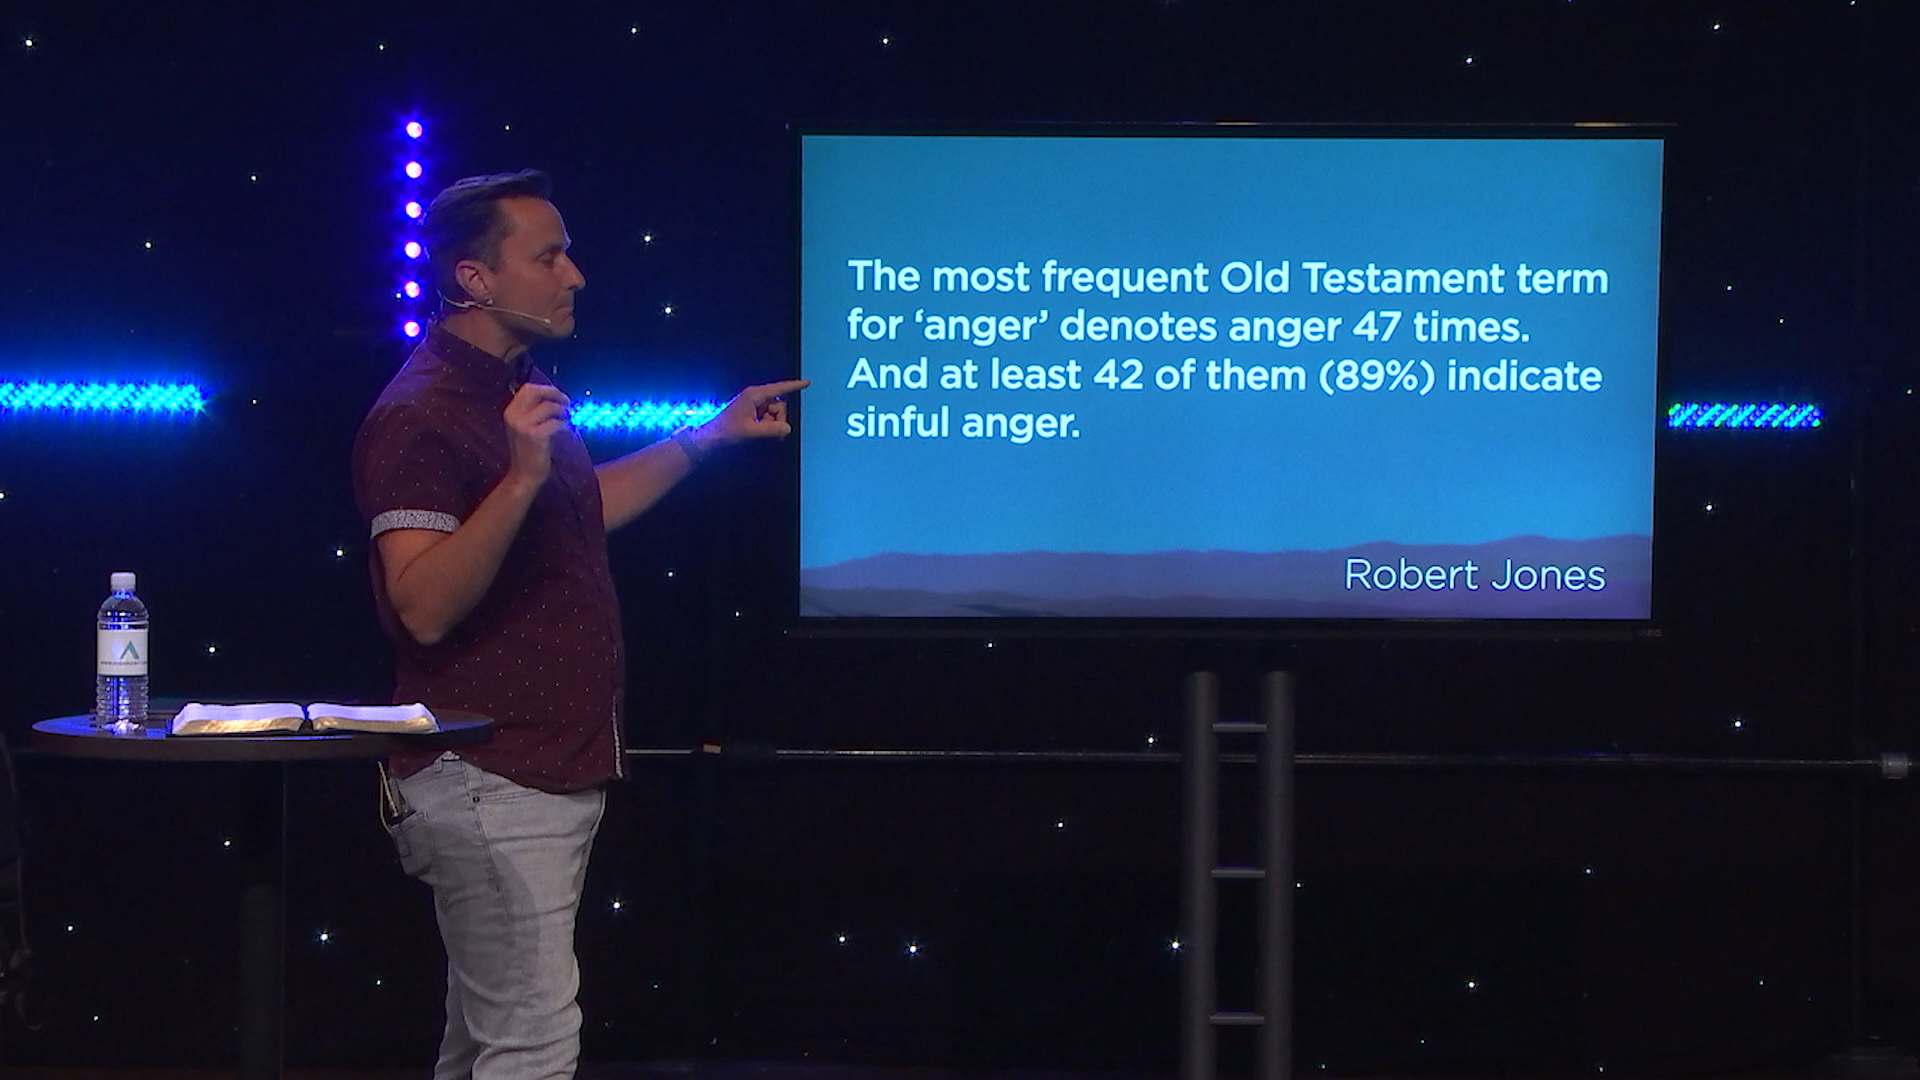 The most frequent Old Testament term
for ‘anger’ denotes anger 47 times.
And at least 42 of them (89%) indicate
sinful anger.
Robert Jones